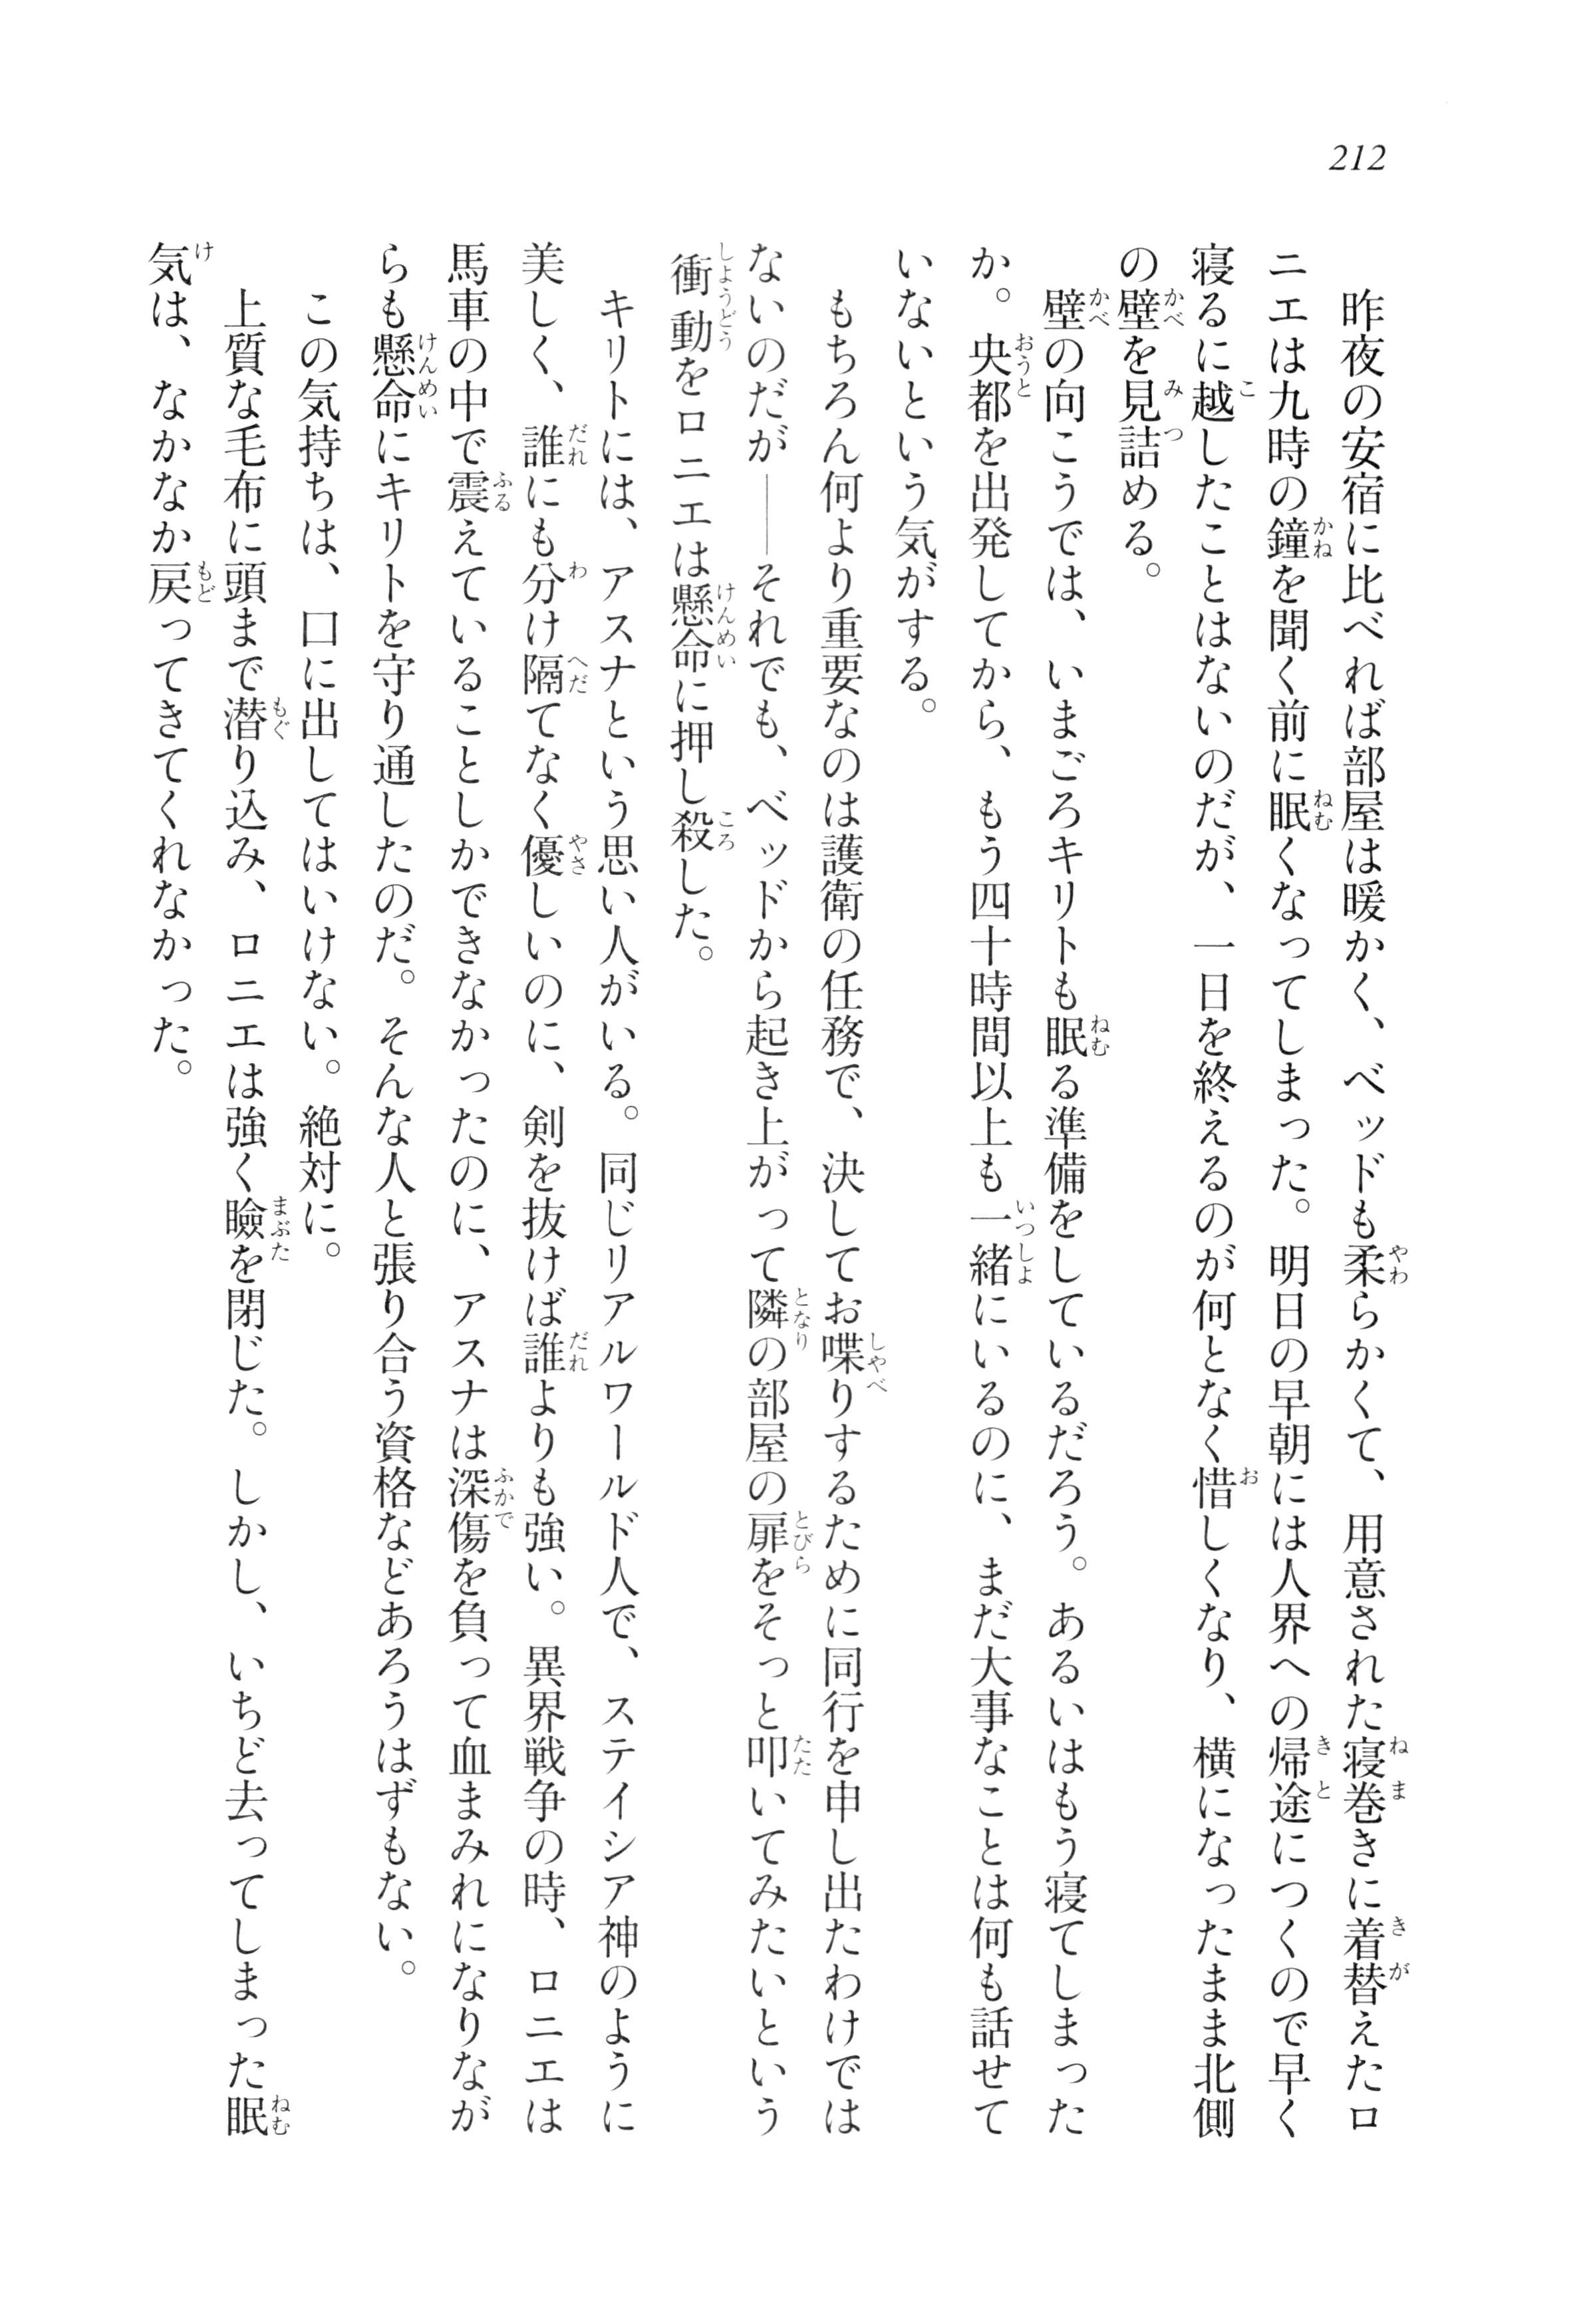 212
昨夜の安宿に比べれば部屋は暖かく、ベッドも柔らかくて、用意された寝巻きに着替えたロ
ニエは九時の鐘を聞く前に眠くなってしまった。明日の早朝には人界への帰途につくので早く
寝るに越したことはないのだが、一日を終えるのが何となく惜しくなり、横になったまま北側
の壁を見詰める。
壁の向こうでは、いまごろキリトも眠る準備をしているだろう。あるいはもう寝てしまった
か。央都を出発してから、もう四十時間以上も一緒にいるのに、まだ大事なことは何も話せて
いないという気がする。
もちろん何より重要なのは護衛の任務で、決してお喋りするために同行を申し出たわけでは
ないのだが――それでも、ベッドから起き上がって隣の部屋の扉をそっと叩いてみたいという
衝動をロニエは懸命に押し殺した。
キリトには、アスナという思い人がいる。同じリアルワールド人で、ステイシア神のように
美しく、誰にも分け隔てなく優しいのに、剣を抜けば誰よりも強い。異界戦争の時、ロニエは
馬車の中で震えていることしかできなかったのに、アスナは深傷を負って血まみれになりなが
らも懸命にキリトを守り通したのだ。そんな人と張り合う資格などあろうはずもない。
この気持ちは、口に出してはいけない。絶対に。
上質な毛布に頭まで潜り込み、ロニエは強く瞼を閉じた。しかし、いちど去ってしまった眠
気は、なかなか戻ってきてくれなかった。